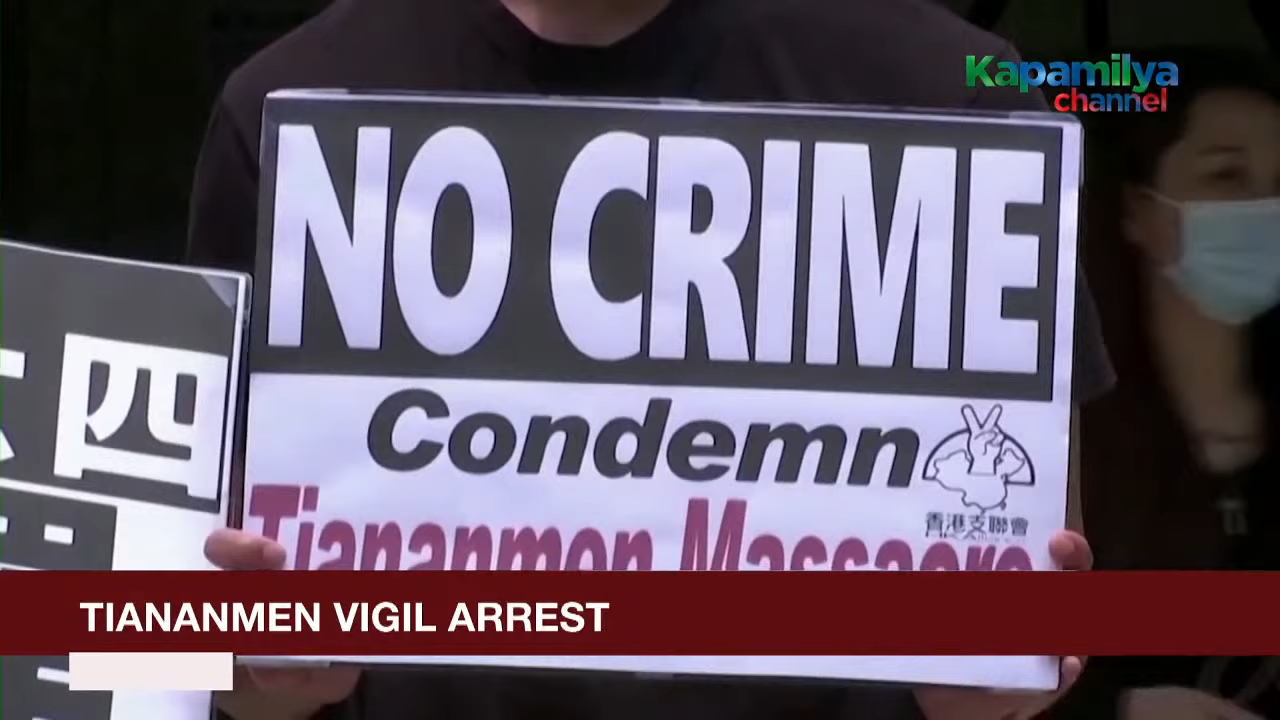 Kapamilya
channel
NO CRIME
Condemn
香港支聯會
Tiananmen Massacre
四
TIANANMEN VIGIL ARREST